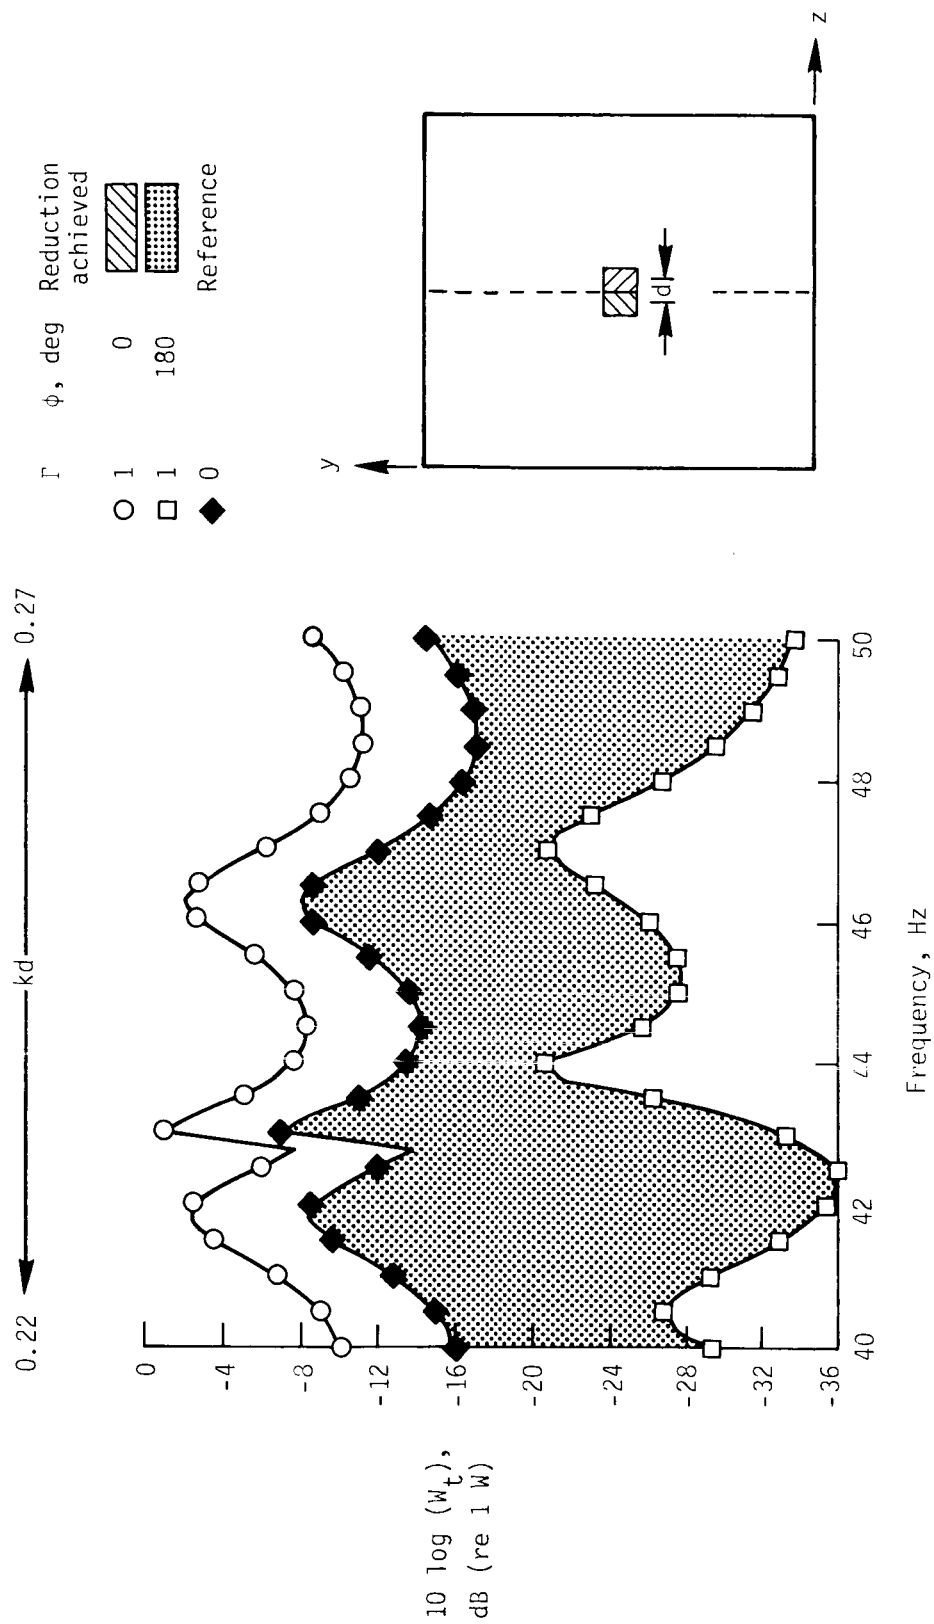 0.22 kd 0.27
0
-4
-8
-12
-16
-20
-24
-28
-32
-36
10 log (Wt),
dB (re 1 W)
40 42 44 46 48 50
Frequency, Hz
Γ ϕ, deg Reduction
achieved
1 0
1 180
0 Reference
y
d
z